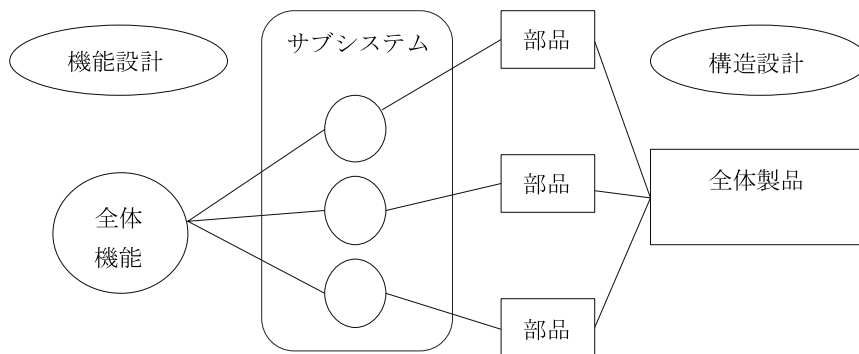 機能設計
サブシステム
部品
構造設計
全体
機能
部品
全体製品
部品